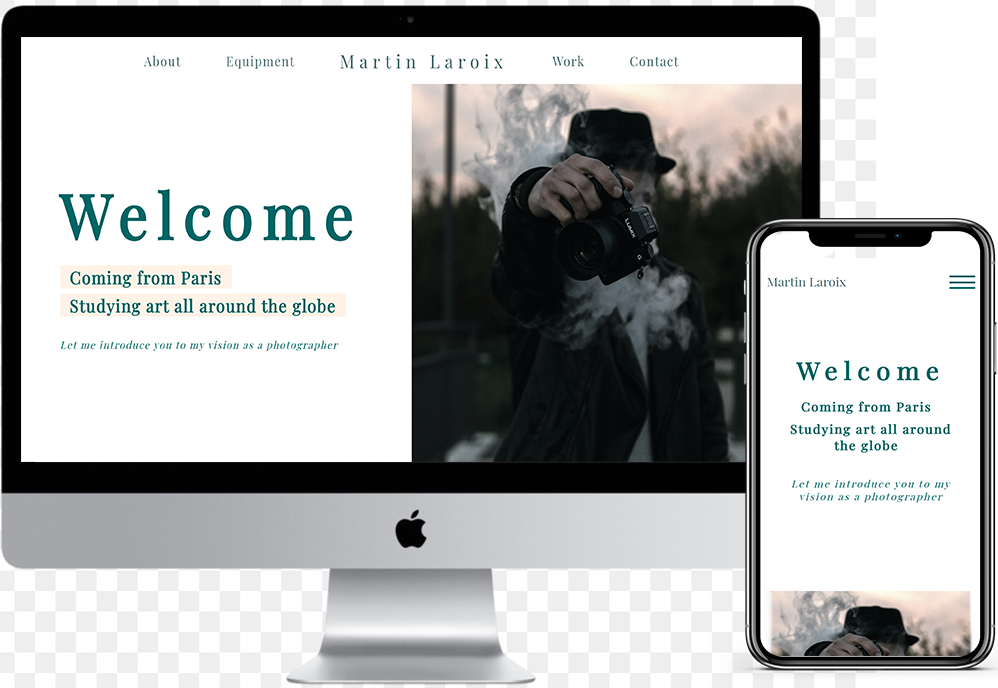 About Equipment Martin Laroix Work Contact
Welcome
Coming from Paris
Studying art all around the globe
Let me introduce you to my vision as a photographer
LUMIX
Martin Laroix
Welcome
Coming from Paris
Studying art all around
the globe
Let me introduce you to my
vision as a photographer